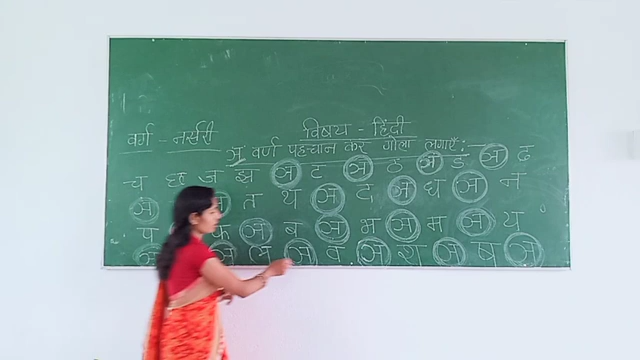 वर्ग - नर्सरी विषय - हिंदी
ञ वर्ण पहचान कर गोला लगाएँ:-
च छ ज झ ञ ट ञ ठ ञ ड ञ ढ
ञ ञ त थ ञ द ञ ध ञ न
प फ ञ ब ञ भ ञ म ञ य
ञ ञ ल ञ व ञ श ञ ष ञ